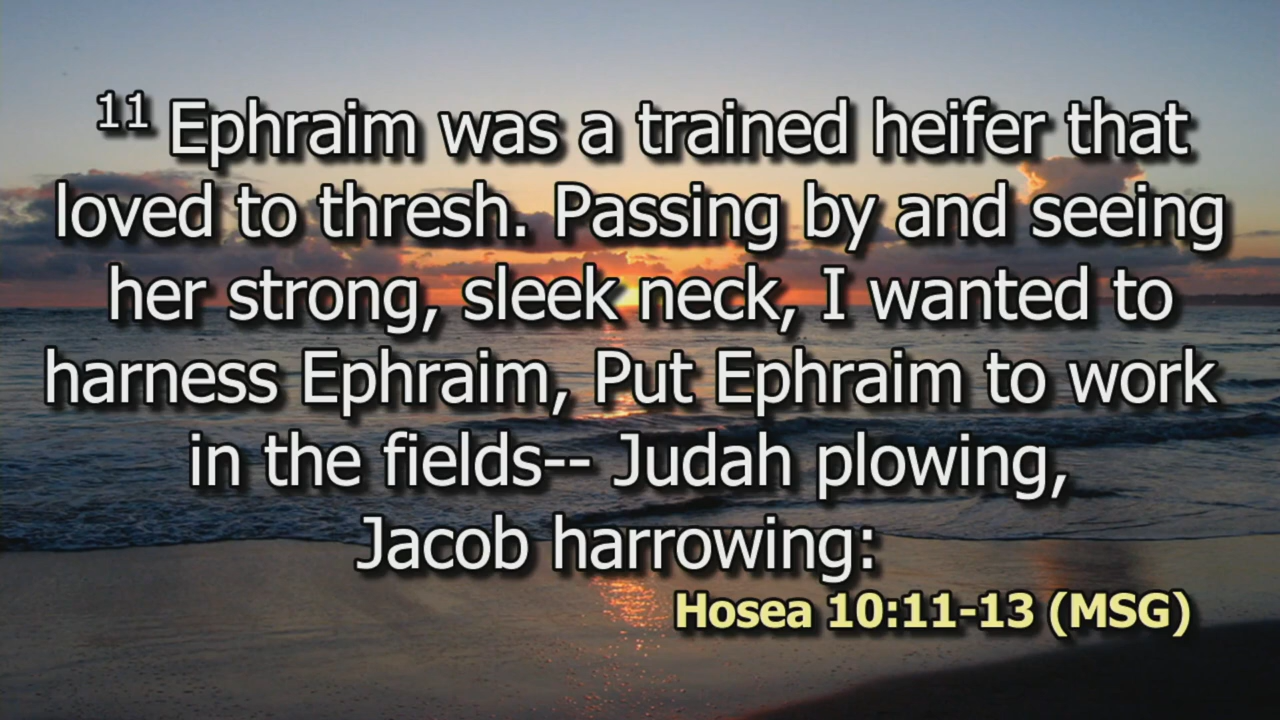 11 Ephraim was a trained heifer that
loved to thresh. Passing by and seeing
her strong, sleek neck, I wanted to
harness Ephraim, Put Ephraim to work
in the fields-- Judah plowing,
Jacob harrowing:
Hosea 10:11-13 (MSG)